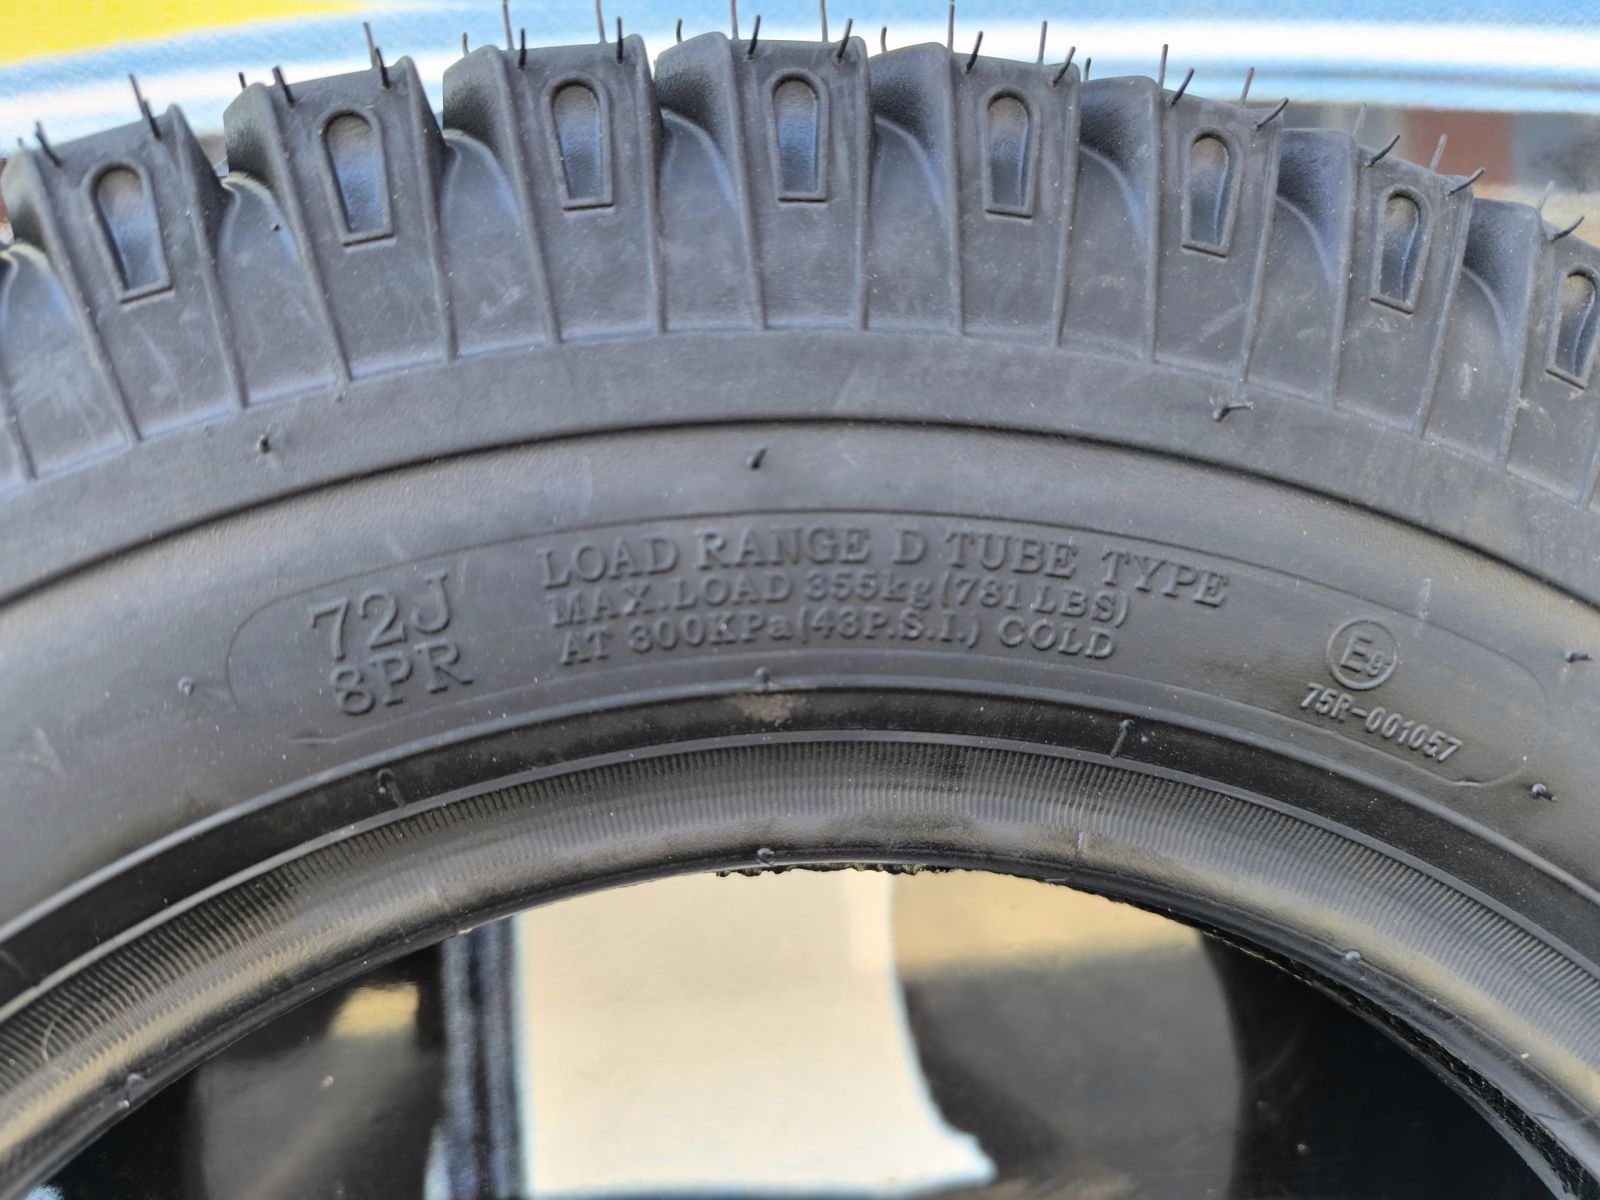 72J
8PR
LOAD RANGE D TUBE TYPE
MAX.LOAD 355kg(781 LBS)
AT 300KPa(43P.S.I.) COLD
E9
75R-001057